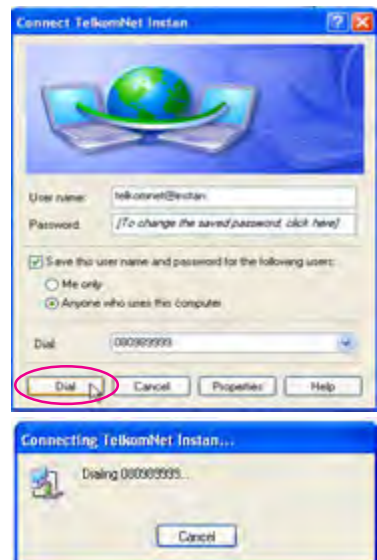 Connect TelkomNet Instan
User name: telkomnet@instan
Password: [To change the saved password, click here]
Save this user name and password for the following users:
Me only
Anyone who uses this computer
Dial: 080989999
Dial Cancel Properties Help
Connecting TelkomNet Instan...
Dialing 080989999...
Cancel